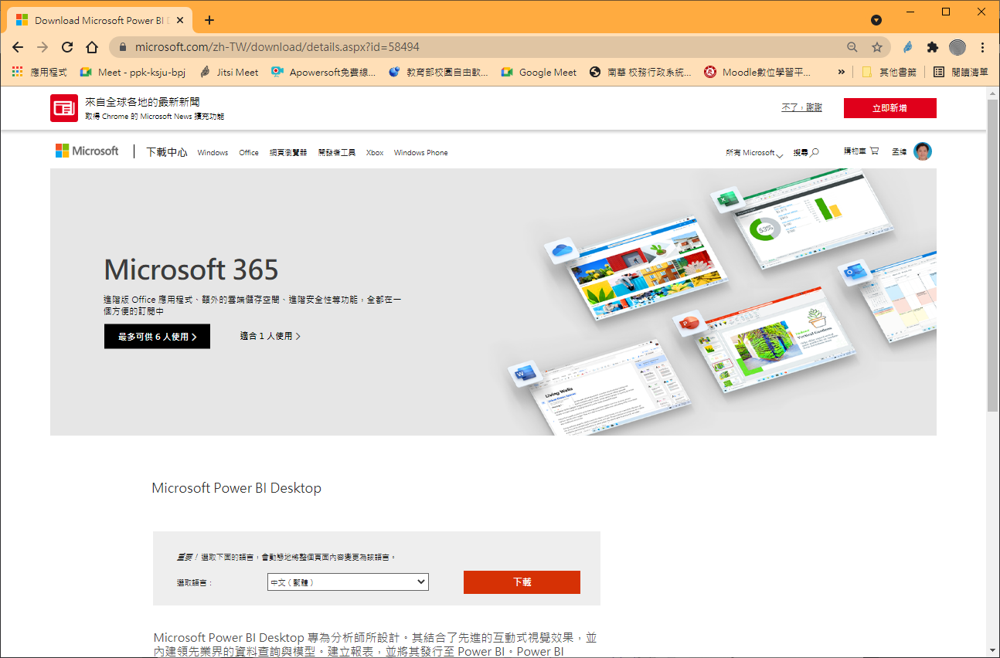 Download Microsoft Power BI D
microsoft.com/zh-TW/download/details.aspx?id=58494
應用程式
Meet - ppk-ksju-bpj
Jitsi Meet
Apowersoft免費線...
教育部校園自由軟...
Google Meet
南華 校務行政系統...
Moodle數位學習平...
»
其他書籤
閱讀清單
來自全球各地的最新新聞
取得 Chrome 的 Microsoft News 擴充功能
不了，謝謝
立即新增
Microsoft
下載中心
Windows
Office
網頁瀏覽器
開發者工具
Xbox
Windows Phone
所有 Microsoft
搜尋
購物車
孟緯
Microsoft 365
進階版 Office 應用程式、額外的雲端儲存空間、進階安全性等功能，全都在一
個方便的訂閱中
最多可供 6 人使用
適合 1 人使用
53%
Indoor
Vertical Gardens
Living Walls
Microsoft Power BI Desktop
重要! 選取下面的語言，會動態地將整個頁面內容變更為該語言。
選取語言：
中文 (繁體)
下載
Microsoft Power BI Desktop 專為分析師所設計。其結合了先進的互動式視覺效果，並
內建領先業界的資料查詢與模型。建立報表，並將其發行至 Power BI。Power BI